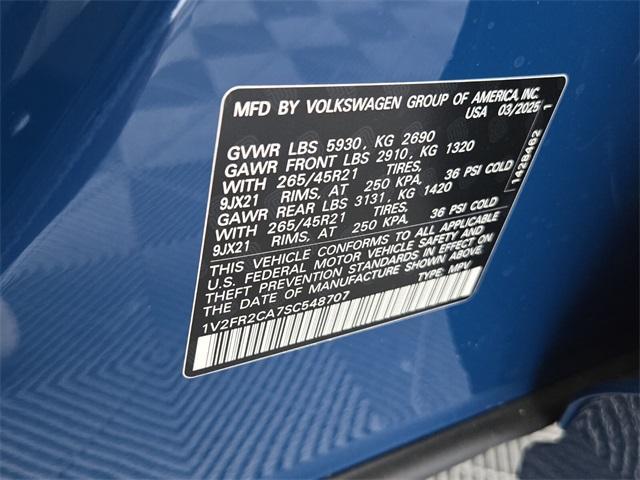 MFD BY VOLKSWAGEN GROUP OF AMERICA, INC.
USA 03/2025
GVWR LBS 5930, KG 2690
GAWR FRONT LBS 2910, KG 1320
WITH 265/45R21 TIRES,
9JX21 RIMS, AT 250 KPA, 36 PSI COLD
GAWR REAR LBS 3131, KG 1420
WITH 265/45R21 TIRES,
9JX21 RIMS, AT 250 KPA, 36 PSI COLD
THIS VEHICLE CONFORMS TO ALL APPLICABLE
U.S. FEDERAL MOTOR VEHICLE SAFETY AND
THEFT PREVENTION STANDARDS IN EFFECT ON
THE DATE OF MANUFACTURE SHOWN ABOVE.
1V2FR2CA7SC548707 TYPE: MPV
1428462 1